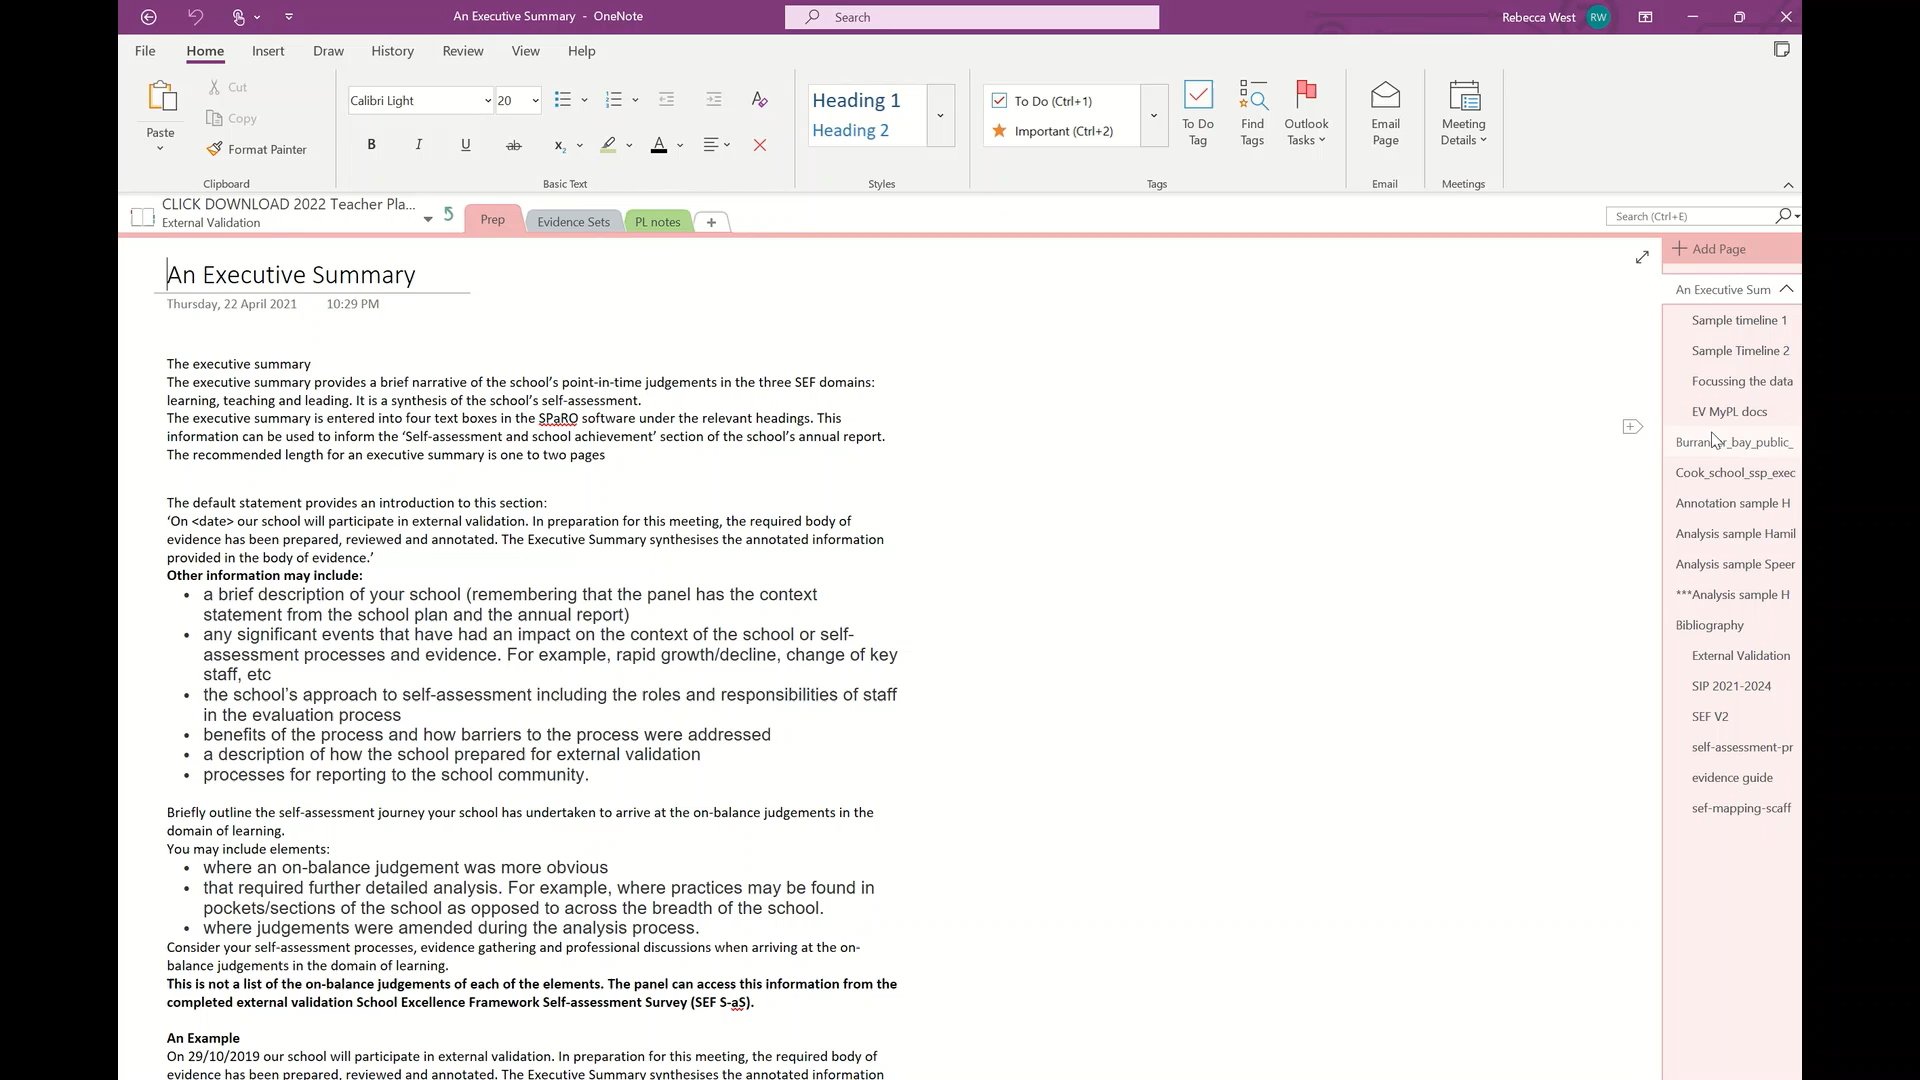 An Executive Summary - OneNote
Search
Rebecca West RW
File Home Insert Draw History Review View Help
Paste
Cut
Copy
Format Painter
Clipboard
Calibri Light 20
B I U ab x₂ A
Basic Text
Heading 1
Heading 2
Styles
To Do (Ctrl+1)
Important (Ctrl+2)
To Do
Tag
Find
Tags
Outlook
Tasks
Tags
Email
Page
Email
Meeting
Details
Meetings
CLICK DOWNLOAD 2022 Teacher Pla...
External Validation
Prep Evidence Sets PL notes
Search (Ctrl+E)
An Executive Summary
Thursday, 22 April 2021 10:29 PM
The executive summary
The executive summary provides a brief narrative of the school’s point-in-time judgements in the three SEF domains:
learning, teaching and leading. It is a synthesis of the school’s self-assessment.
The executive summary is entered into four text boxes in the SPaRO software under the relevant headings. This
information can be used to inform the ‘Self-assessment and school achievement’ section of the school’s annual report.
The recommended length for an executive summary is one to two pages
The default statement provides an introduction to this section:
‘On <date> our school will participate in external validation. In preparation for this meeting, the required body of
evidence has been prepared, reviewed and annotated. The Executive Summary synthesises the annotated information
provided in the body of evidence.’
Other information may include:
• a brief description of your school (remembering that the panel has the context
statement from the school plan and the annual report)
• any significant events that have had an impact on the context of the school or self-
assessment processes and evidence. For example, rapid growth/decline, change of key
staff, etc
• the school’s approach to self-assessment including the roles and responsibilities of staff
in the evaluation process
• benefits of the process and how barriers to the process were addressed
• a description of how the school prepared for external validation
• processes for reporting to the school community.
Briefly outline the self-assessment journey your school has undertaken to arrive at the on-balance judgements in the
domain of learning.
You may include elements:
• where an on-balance judgement was more obvious
• that required further detailed analysis. For example, where practices may be found in
pockets/sections of the school as opposed to across the breadth of the school.
• where judgements were amended during the analysis process.
Consider your self-assessment processes, evidence gathering and professional discussions when arriving at the on-
balance judgements in the domain of learning.
This is not a list of the on-balance judgements of each of the elements. The panel can access this information from the
completed external validation School Excellence Framework Self-assessment Survey (SEF S-aS).
An Example
On 29/10/2019 our school will participate in external validation. In preparation for this meeting, the required body of
evidence has been prepared, reviewed and annotated. The Executive Summary synthesises the annotated information
Add Page
An Executive Sum
Sample timeline 1
Sample Timeline 2
Focussing the data
EV MyPL docs
Cook_school_ssp_exec
Annotation sample H
Analysis sample Hamil
Analysis sample Speer
***Analysis sample H
Bibliography
External Validation
SIP 2021-2024
SEF V2
self-assessment-pr
evidence guide
sef-mapping-scaff